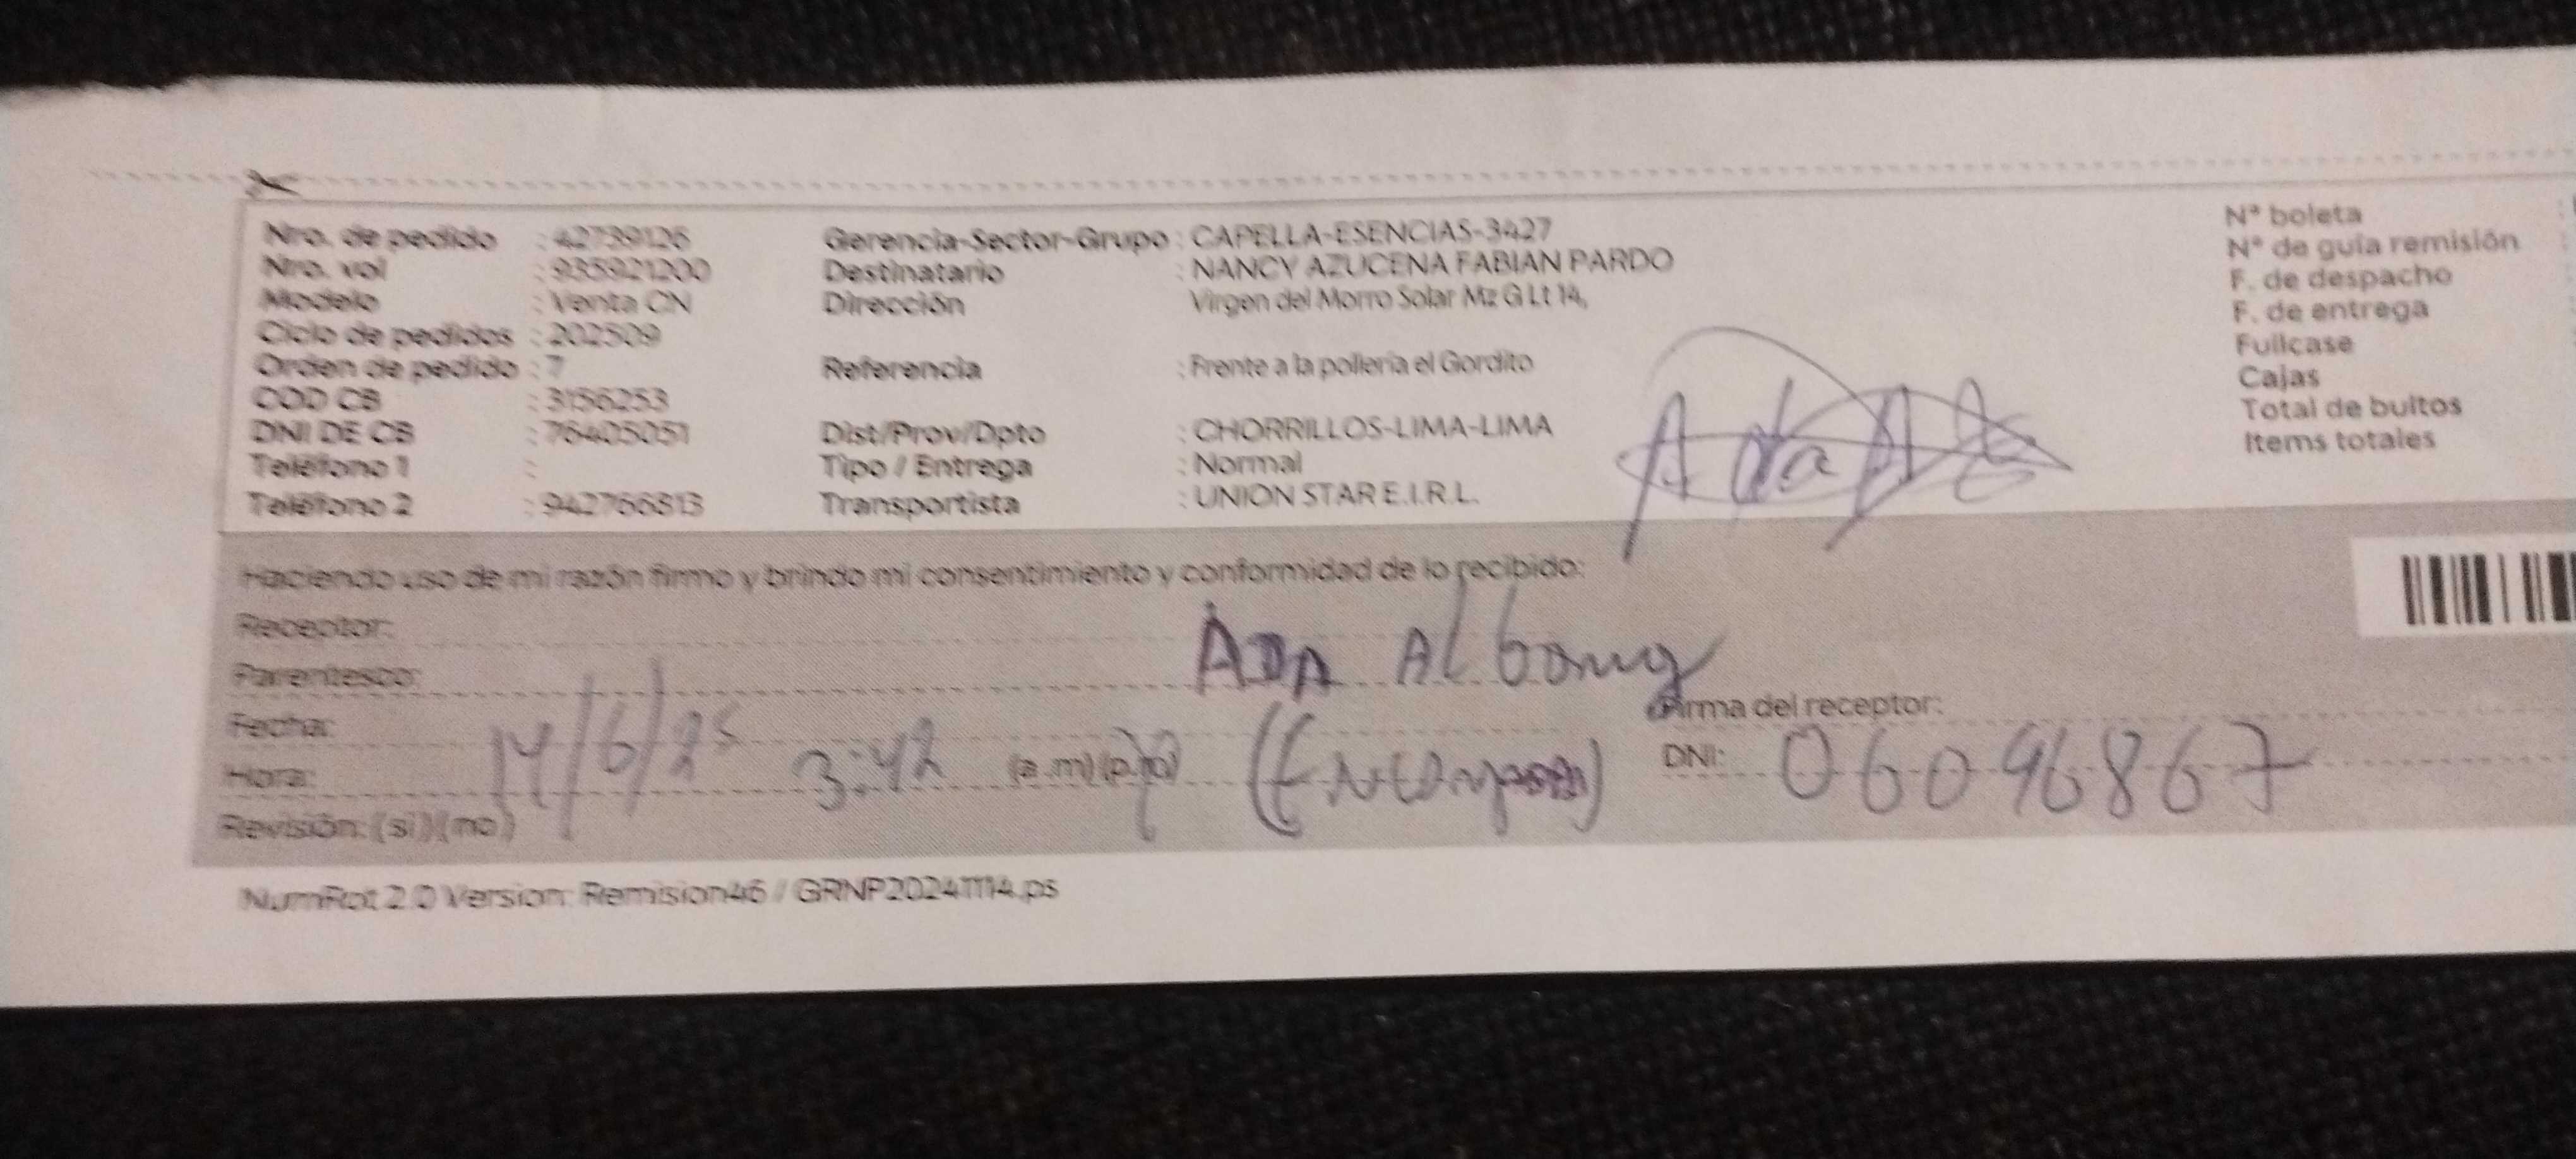 Nro. de pedido : 42739126
Nro. vol : 935921200
Modelo : Venta CN
Ciclo de pedidos : 202509
Orden de pedido : 7
COD CB : 3156253
DNI DE CB : 76405051
Teléfono 1 :
Teléfono 2 : 942766813
Gerencia-Sector-Grupo : CAPELLA-ESENCIAS-3427
Destinatario : NANCY AZUCENA FABIAN PARDO
Dirección Virgen del Morro Solar Mz G Lt 14,
Referencia : Frente a la pollería el Gordito
Dist/Prov/Dpto : CHORRILLOS-LIMA-LIMA
Tipo / Entrega : Normal
Transportista : UNION STAR E.I.R.L.
N° boleta
N° de guía remisión
F. de despacho
F. de entrega
Fullcase
Cajas
Total de bultos
Items totales
Haciendo uso de mi razón firmo y brindo mi consentimiento y conformidad de lo recibido:
Receptor:
ADA
Parentesco:
Fecha: 14/6/25
Hora: 3:42 (a.m)(p.m)
Revisión: (si)(no)
Firma del receptor:
DNI: 06096867
NumRot 2.0 Version: Remision46 / GRNP20241114.ps